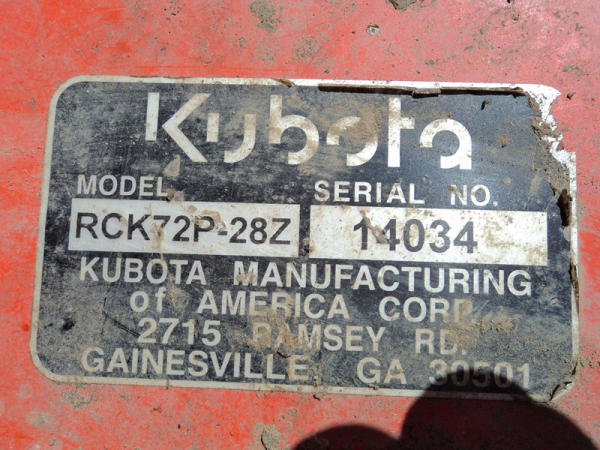 Kubota
MODEL SERIAL NO.
RCK72P-28Z 14034
KUBOTA MANUFACTURING
of AMERICA CORP.
2715 RAMSEY RD.
GAINESVILLE, GA 30501